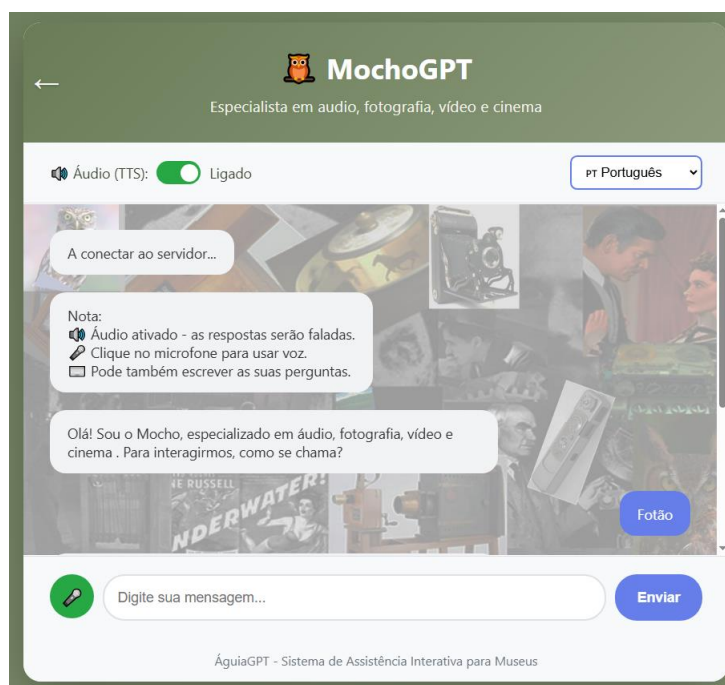 ←
MochoGPT
Especialista em audio, fotografia, vídeo e cinema
Áudio (TTS):
Ligado
PT Português
A conectar ao servidor...
Nota:
Áudio ativado - as respostas serão faladas.
Clique no microfone para usar voz.
Pode também escrever as suas perguntas.
Olá! Sou o Mocho, especializado em áudio, fotografia, vídeo e
cinema . Para interagirmos, como se chama?
NE RUSSELL
NDERWATER!
Fotão
Digite sua mensagem...
Enviar
ÁguiaGPT - Sistema de Assistência Interativa para Museus